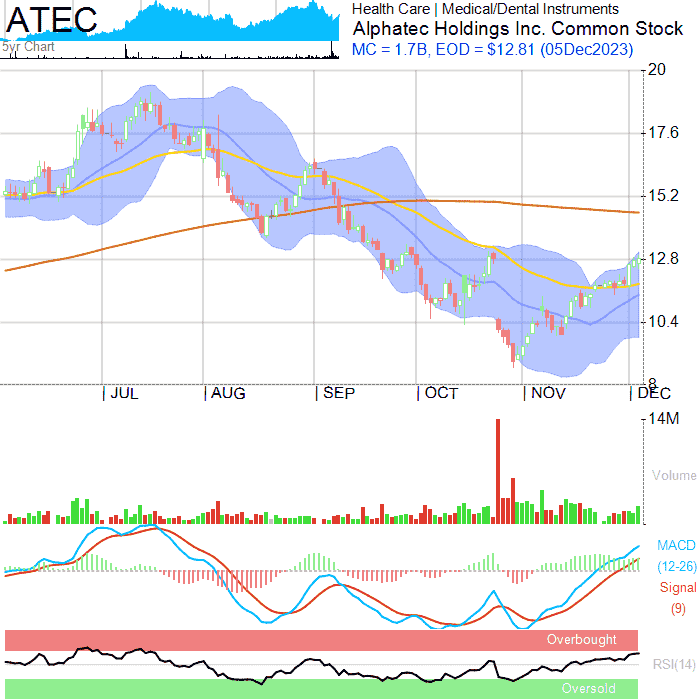 ATEC
5yr Chart
Health Care | Medical/Dental Instruments
Alphatec Holdings Inc. Common Stock
MC = 1.7B, EOD = $12.81 (05Dec2023)
20
17.6
15.2
12.8
10.4
8
JUL AUG SEP OCT NOV DEC
14M
Volume
MACD
(12-26)
Signal
(9)
Overbought
RSI(14)
Oversold